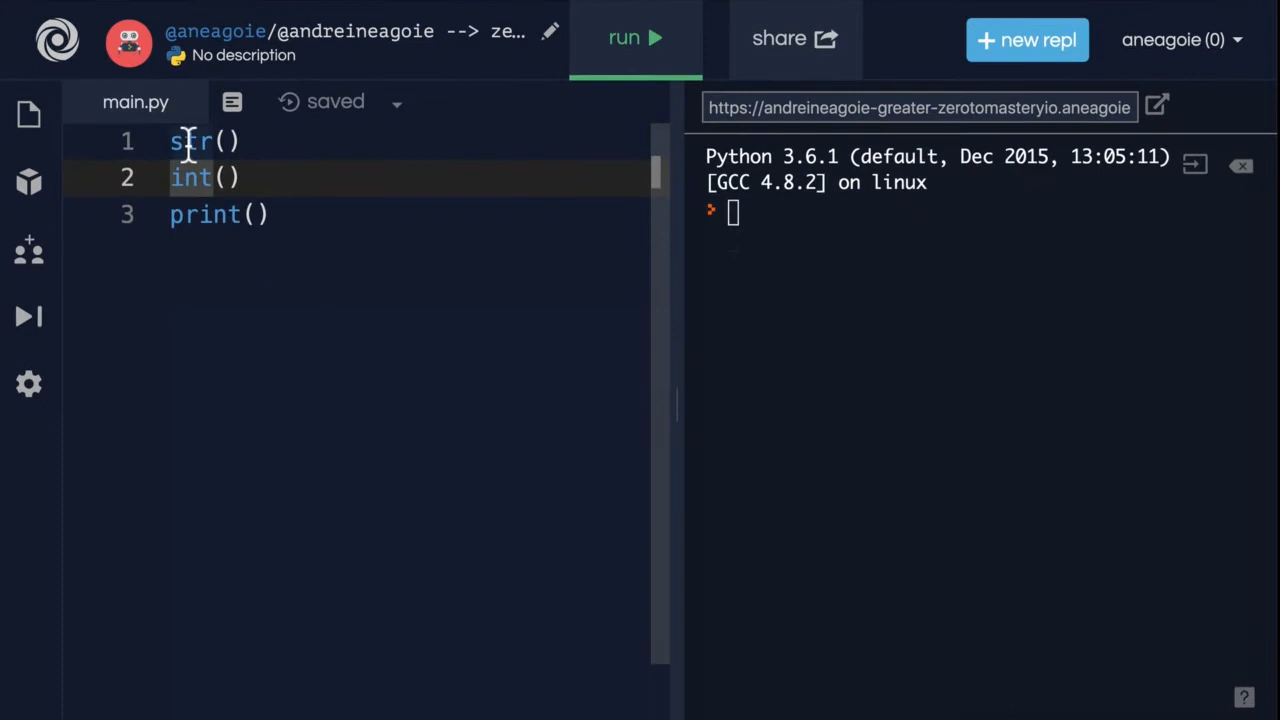 @aneagoie/@andreineagoie --> ze...
No description
run
share
+ new repl
aneagoie (0)
main.py
saved
1 str()
2 int()
3 print()
https://andreineagoie-greater-zerotomasteryio.aneagoie
Python 3.6.1 (default, Dec 2015, 13:05:11)
[GCC 4.8.2] on linux
?